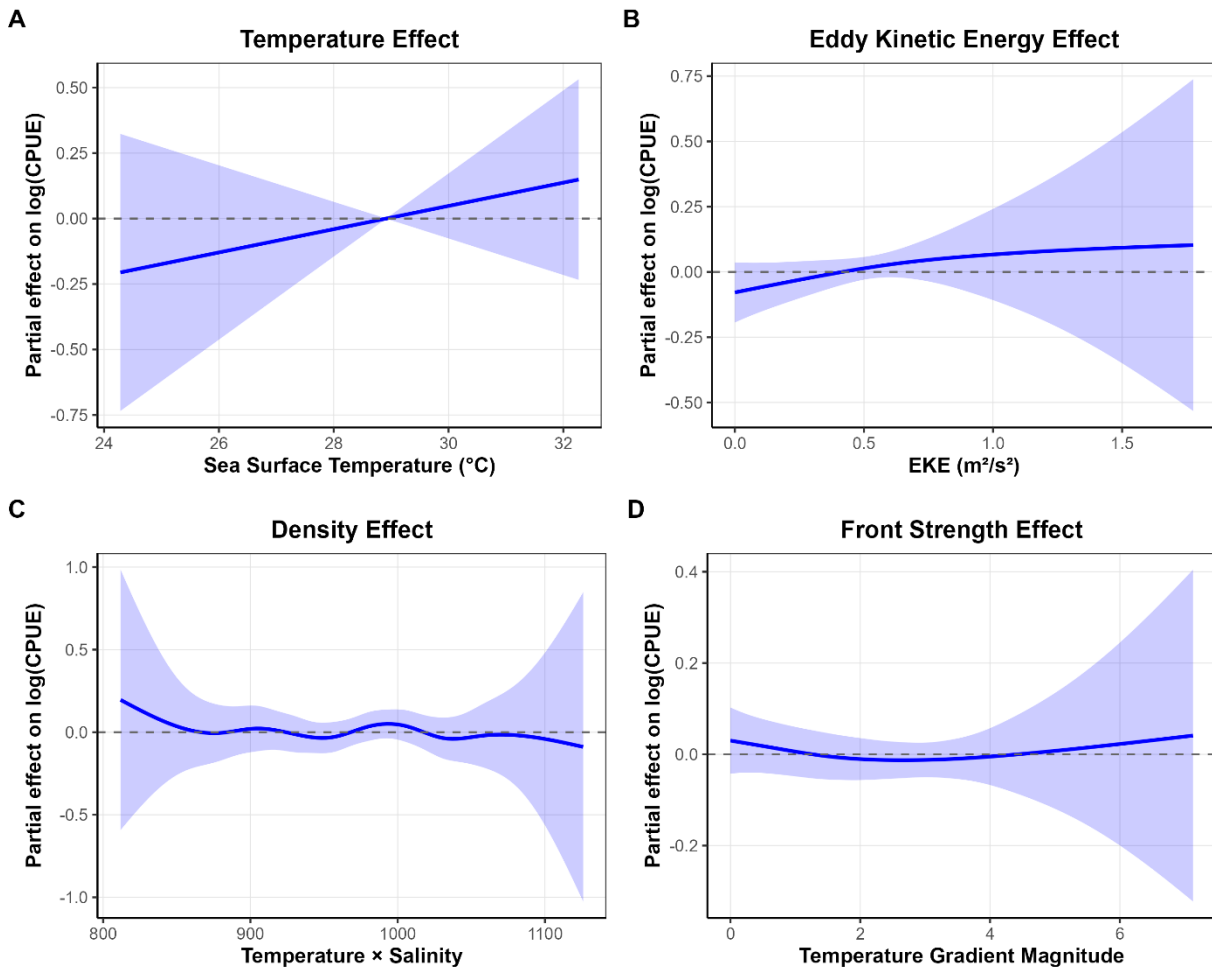 A
Temperature Effect
Partial effect on log(CPUE)
0.50
0.25
0.00
-0.25
-0.50
-0.75
24
26
28
30
32
Sea Surface Temperature (°C)
B
Eddy Kinetic Energy Effect
Partial effect on log(CPUE)
0.75
0.50
0.25
0.00
-0.25
-0.50
0.0
0.5
1.0
1.5
EKE (m²/s²)
C
Density Effect
Partial effect on log(CPUE)
1.0
0.5
0.0
-0.5
-1.0
800
900
1000
1100
Temperature × Salinity
D
Front Strength Effect
Partial effect on log(CPUE)
0.4
0.2
0.0
-0.2
0
2
4
6
Temperature Gradient Magnitude